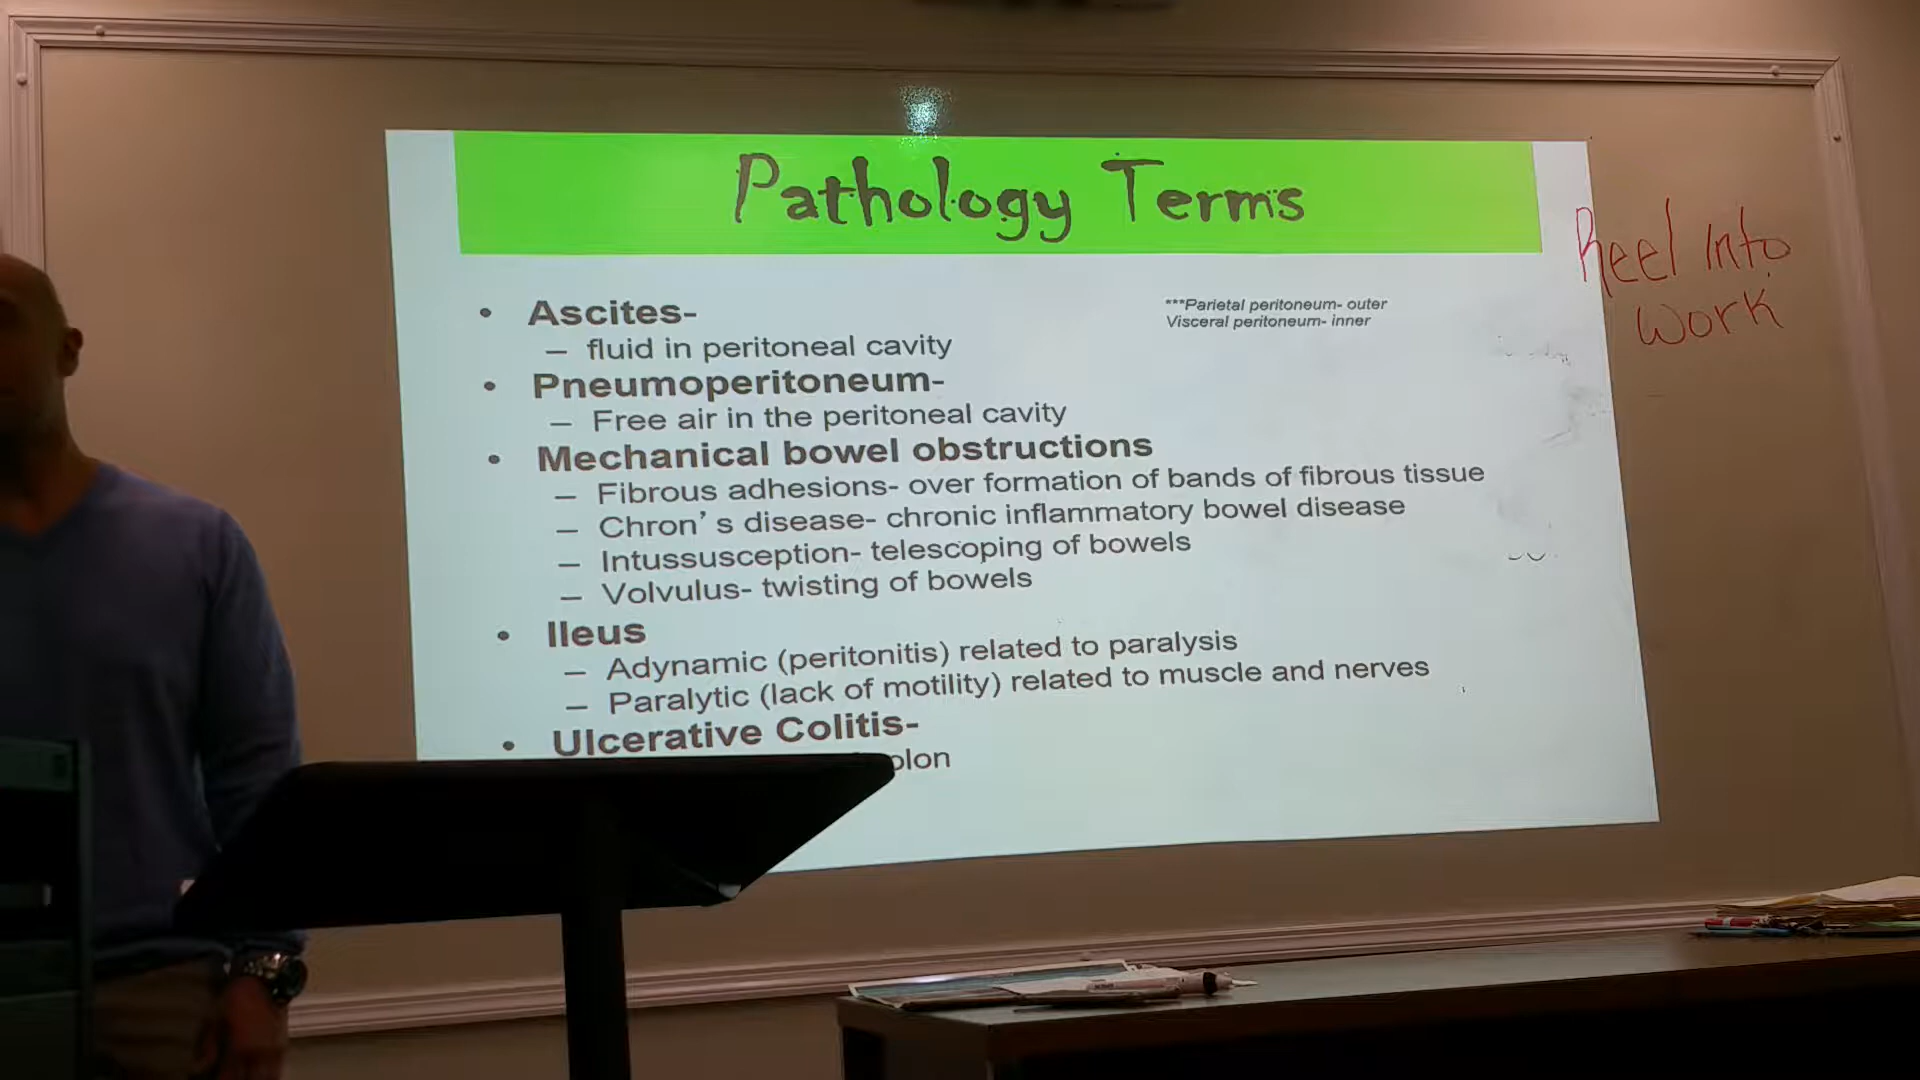 Pathology Terms
• Ascites-
***Parietal peritoneum- outer
Visceral peritoneum- inner
– fluid in peritoneal cavity
• Pneumoperitoneum-
– Free air in the peritoneal cavity
• Mechanical bowel obstructions
– Fibrous adhesions- over formation of bands of fibrous tissue
– Chron’s disease- chronic inflammatory bowel disease
– Intussusception- telescoping of bowels
– Volvulus- twisting of bowels
• Ileus
– Adynamic (peritonitis) related to paralysis
– Paralytic (lack of motility) related to muscle and nerves
• Ulcerative Colitis-
Reel into
work